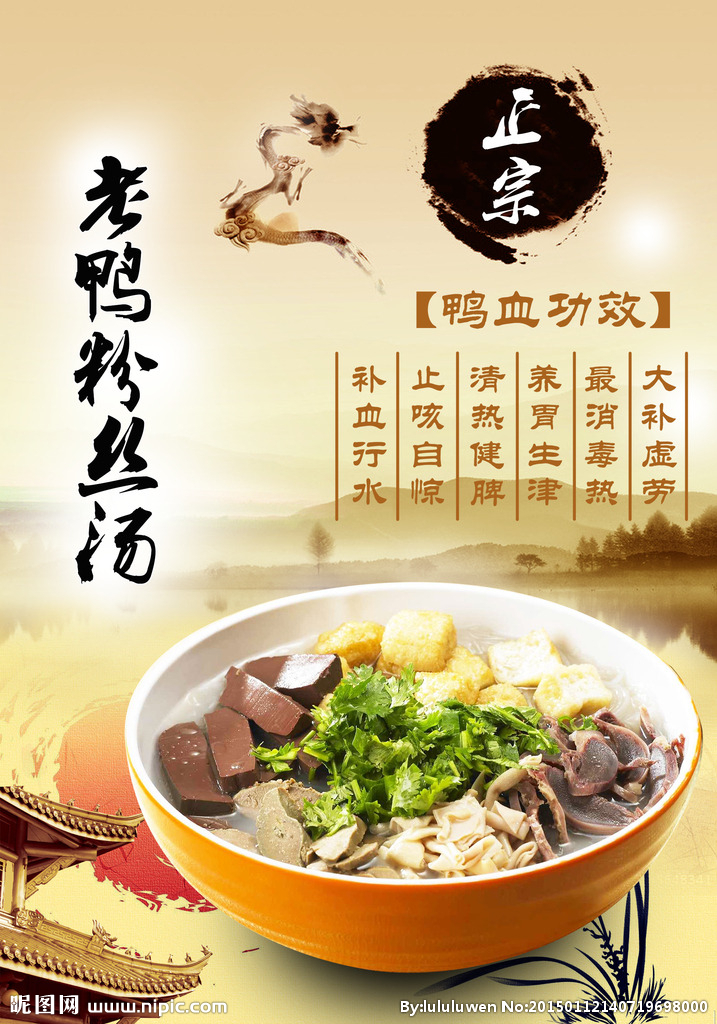 正宗
老鸭粉丝汤
【鸭血功效】
大补虚劳
最消毒热
养胃生津
清热健脾
止咳自惊
补血行水
昵图网 www.nipic.com
By:lululuwen No:20150112140719698000